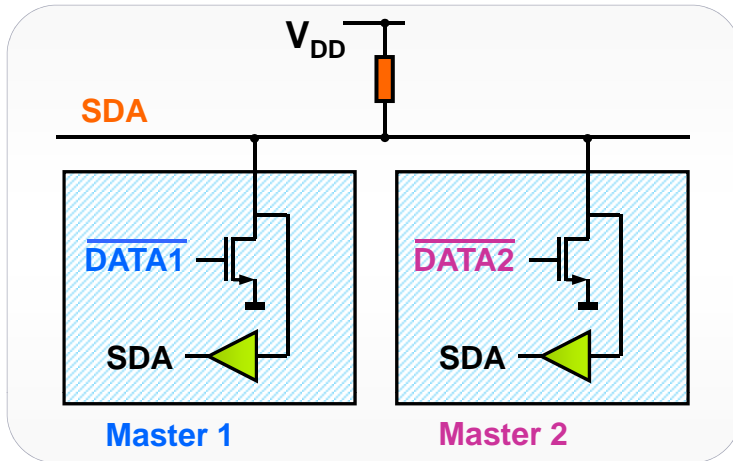 VDD
SDA
DATA1
DATA2
SDA
SDA
Master 1
Master 2